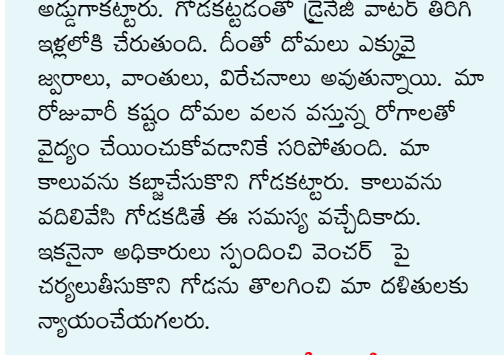 అడ్డుగాకట్టారు. గోడకట్టడంతో డ్రైనేజీ వాటర్ తిరిగి
ఇళ్లలోకి చేరుతుంది. దీంతో దోమలు ఎక్కువై
జ్వరాలు, వాంతులు, విరేచనాలు అవుతున్నాయి. మా
రోజువారీ కష్టం దోమల వలన వస్తున్న రోగాలతో
వైద్యం చేయించుకోవడానికే సరిపోతుంది. మా
కాలువను కబ్జాచేసుకొని గోడకట్టారు. కాలువను
వదిలివేసి గోడకడితే ఈ సమస్య వచ్చేదికాదు.
ఇకనైనా అధికారులు స్పందించి వెంచర్ పై
చర్యలుతీసుకొని గోడను తొలగించి మా దళితులకు
న్యాయంచేయగలరు.